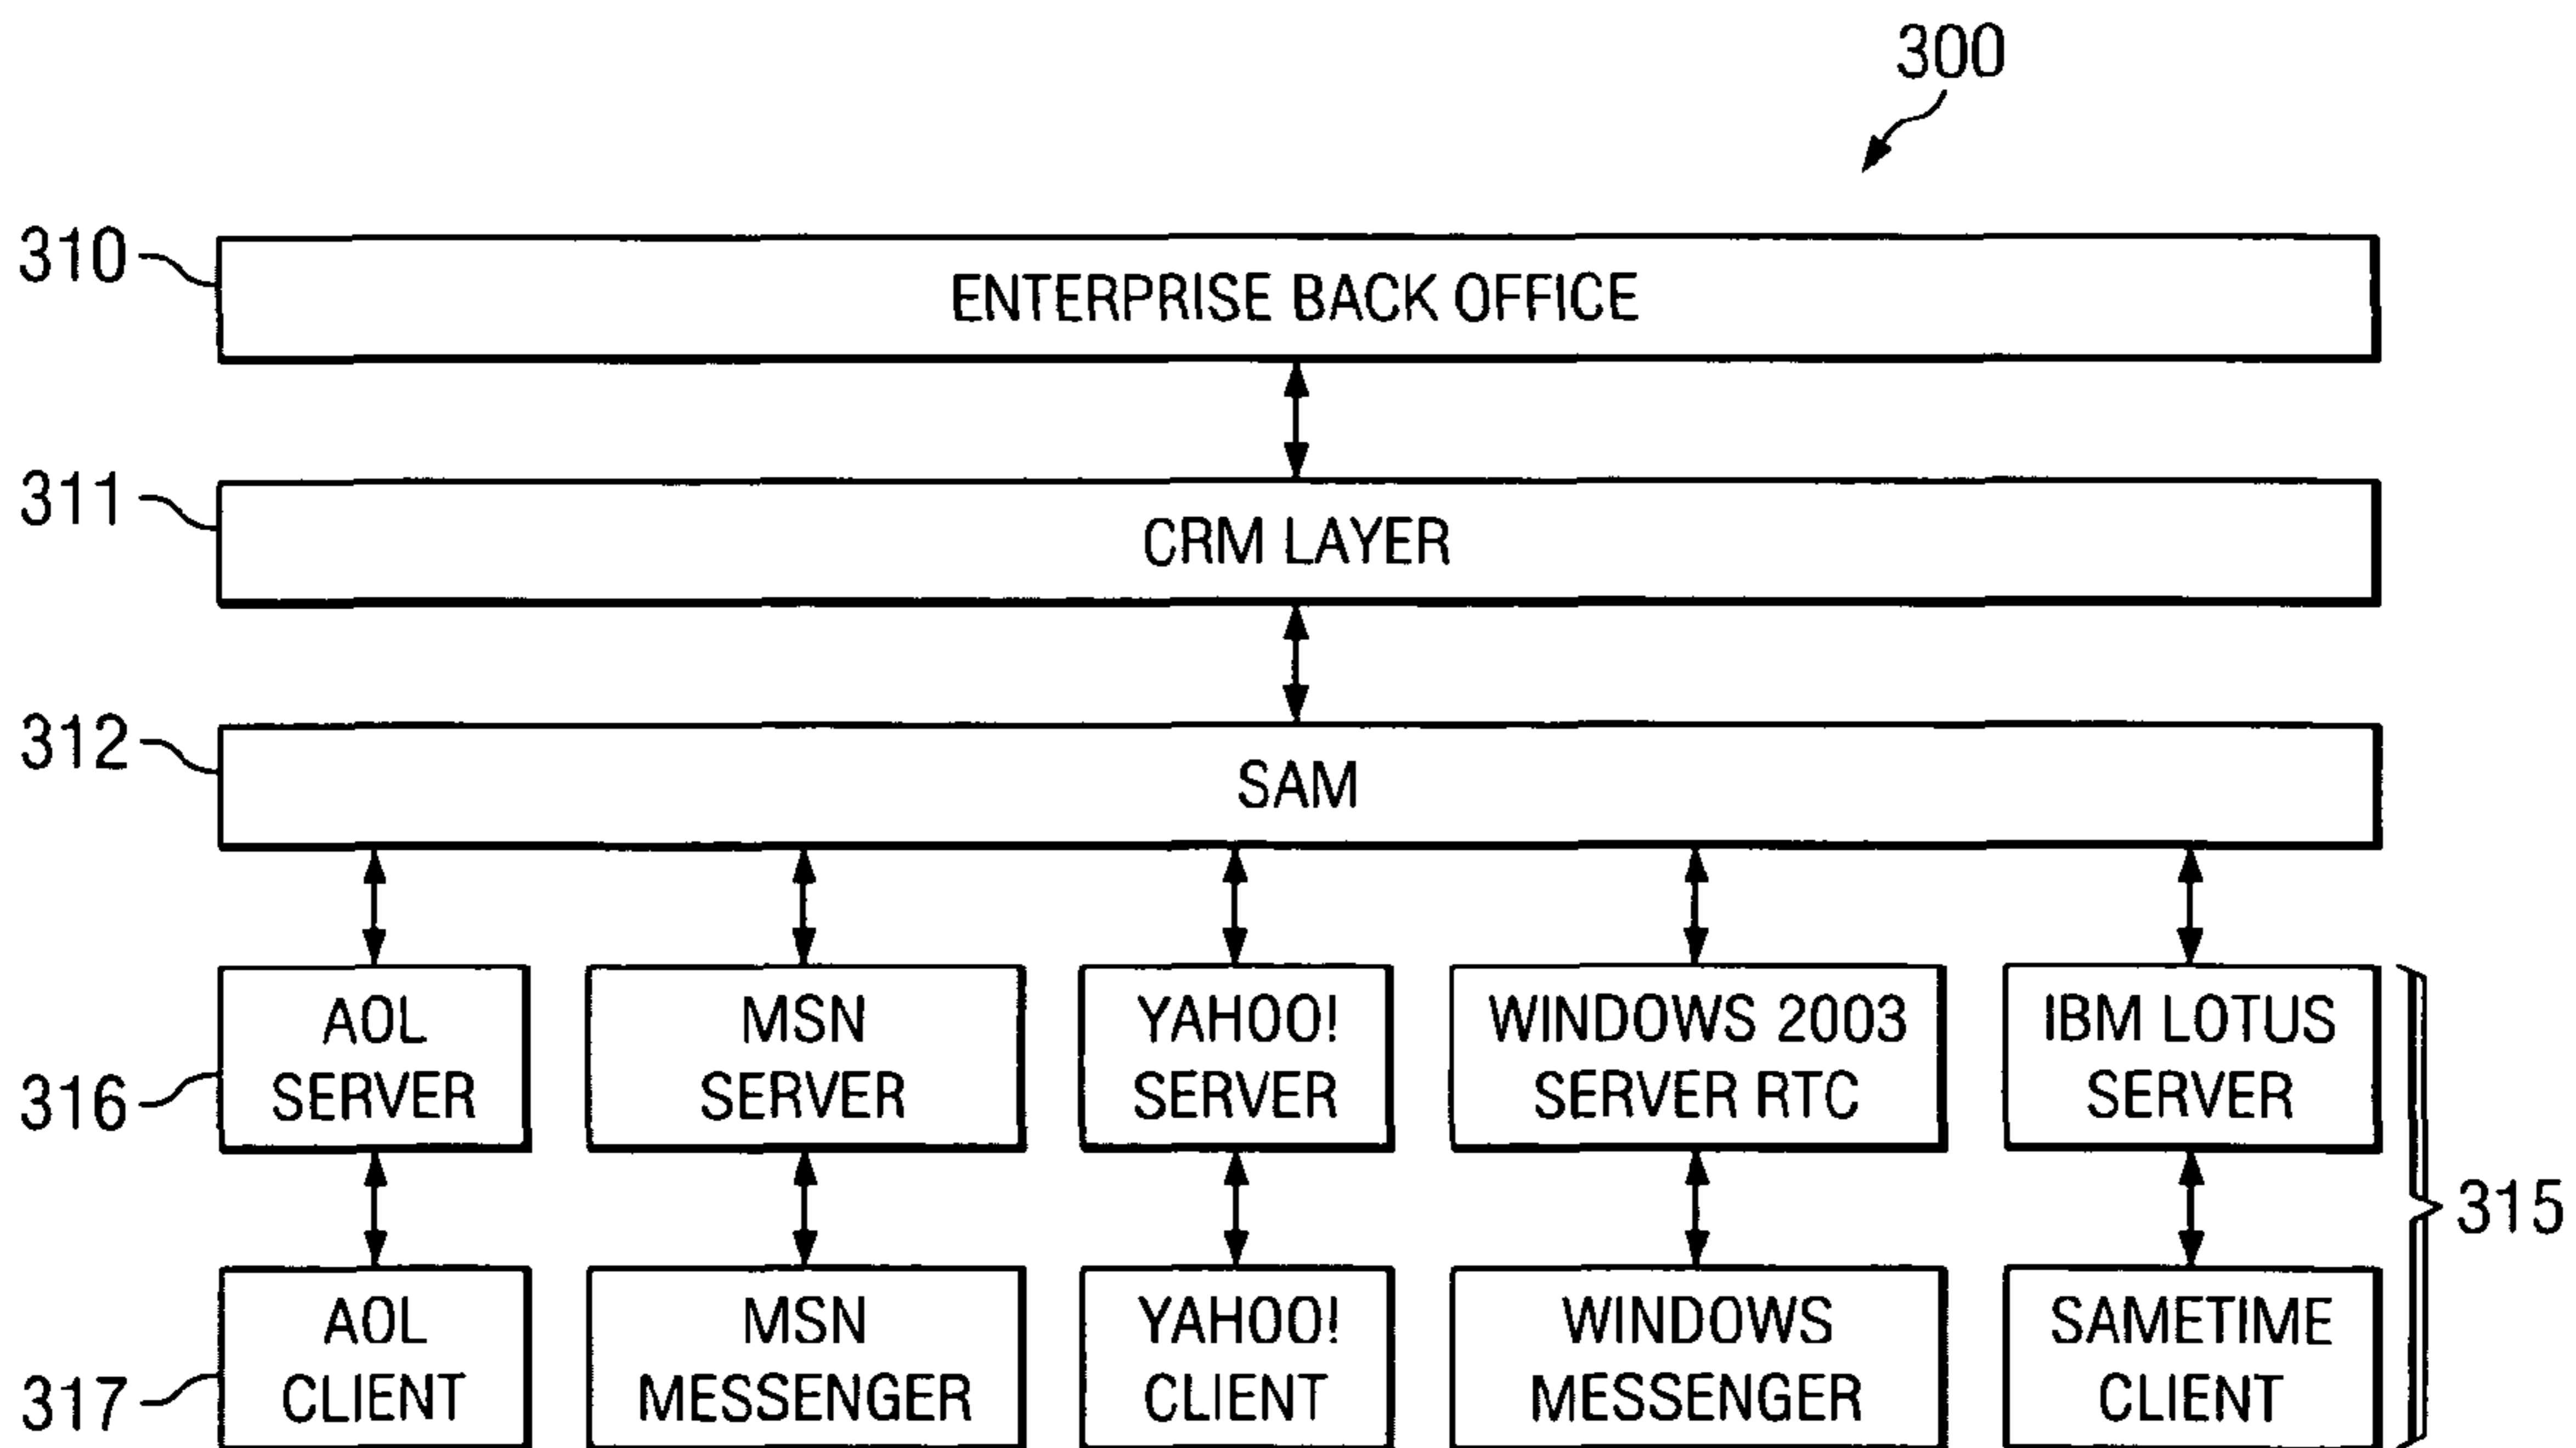 300
310
ENTERPRISE BACK OFFICE
311
CRM LAYER
312
SAM
316
AOL
SERVER
MSN
SERVER
YAHOO!
SERVER
WINDOWS 2003
SERVER RTC
IBM LOTUS
SERVER
315
317
AOL
CLIENT
MSN
MESSENGER
YAHOO!
CLIENT
WINDOWS
MESSENGER
SAMETIME
CLIENT